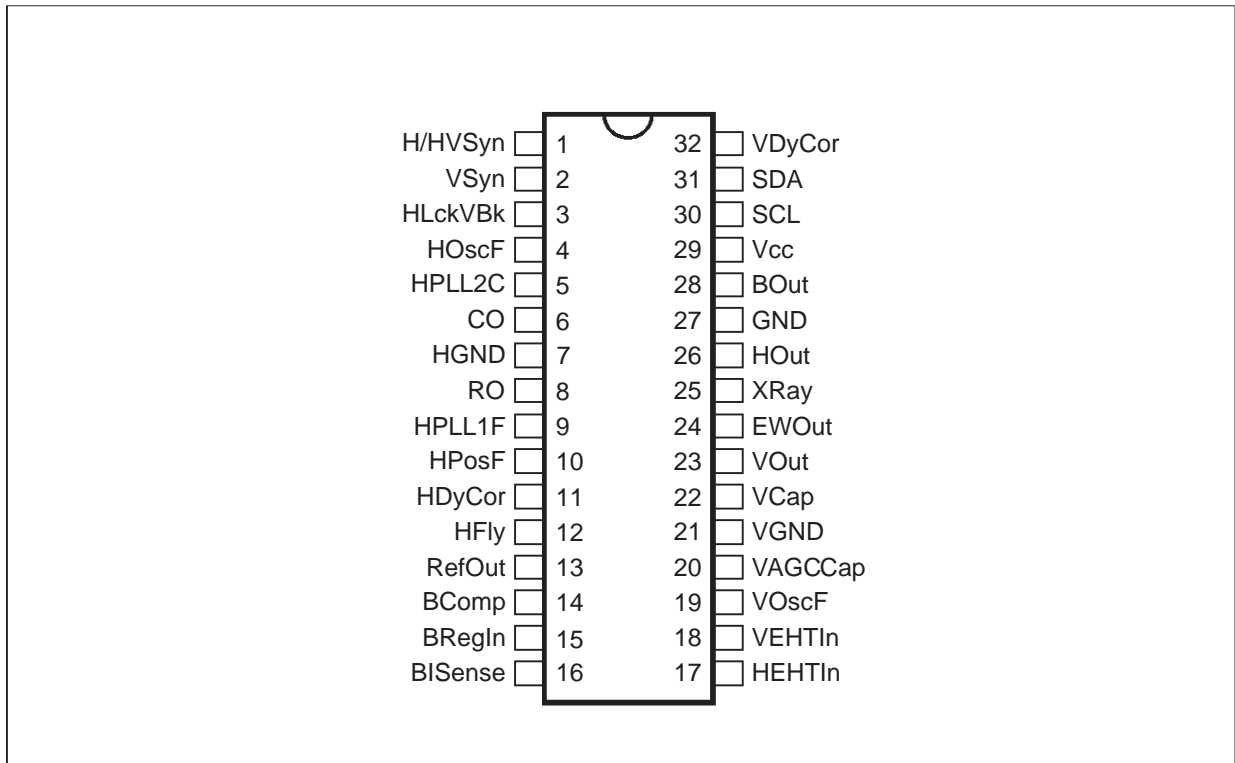 H/HVSyn 1 32 VDyCor
VSyn 2 31 SDA
HLckVBk 3 30 SCL
HOscF 4 29 Vcc
HPLL2C 5 28 BOut
CO 6 27 GND
HGND 7 26 HOut
RO 8 25 XRay
HPLL1F 9 24 EWOut
HPosF 10 23 VOut
HDyCor 11 22 VCap
HFly 12 21 VGND
RefOut 13 20 VAGCCap
BComp 14 19 VOscF
BRegIn 15 18 VEHTIn
BISense 16 17 HEHTIn